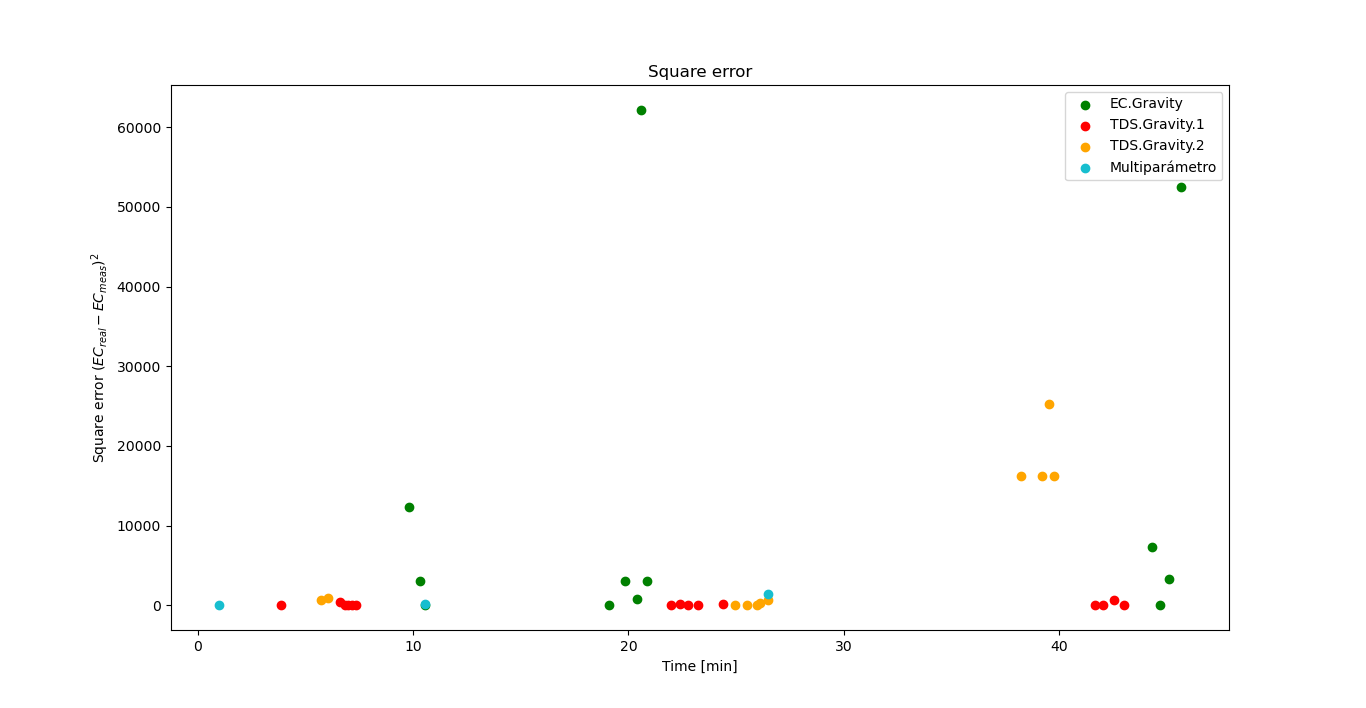 Square error
EC.Gravity
TDS.Gravity.1
TDS.Gravity.2
Multiparámetro
60000
50000
40000
30000
20000
10000
0
Square error (EC_real − EC_meas)^2
0 10 20 30 40
Time [min]